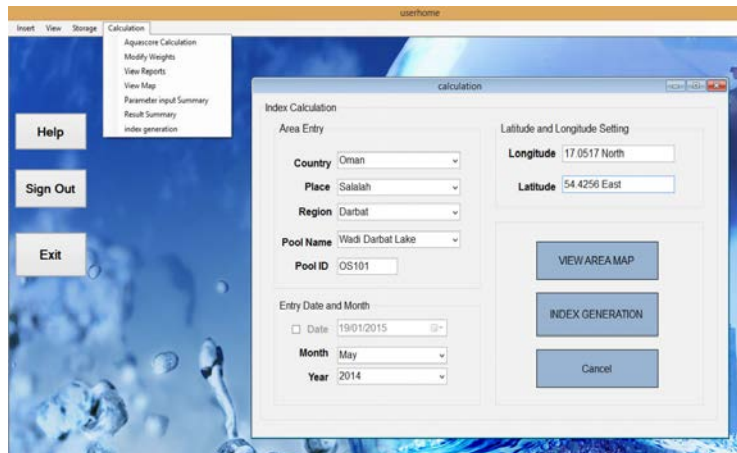 userhome
Insert View Storage Calculation
Aquascore Calculation
Modify Weights
View Reports
View Map
Parameter input Summary
Result Summary
index generation
Help
Sign Out
Exit
calculation
Index Calculation
Area Entry
Country Oman
Place Salalah
Region Darbat
Pool Name Wadi Darbat Lake
Pool ID OS101
Entry Date and Month
Date 19/01/2015
Month May
Year 2014
Latitude and Longitude Setting
Longitude 17.0517 North
Latitude 54.4256 East
VIEW AREA MAP
INDEX GENERATION
Cancel